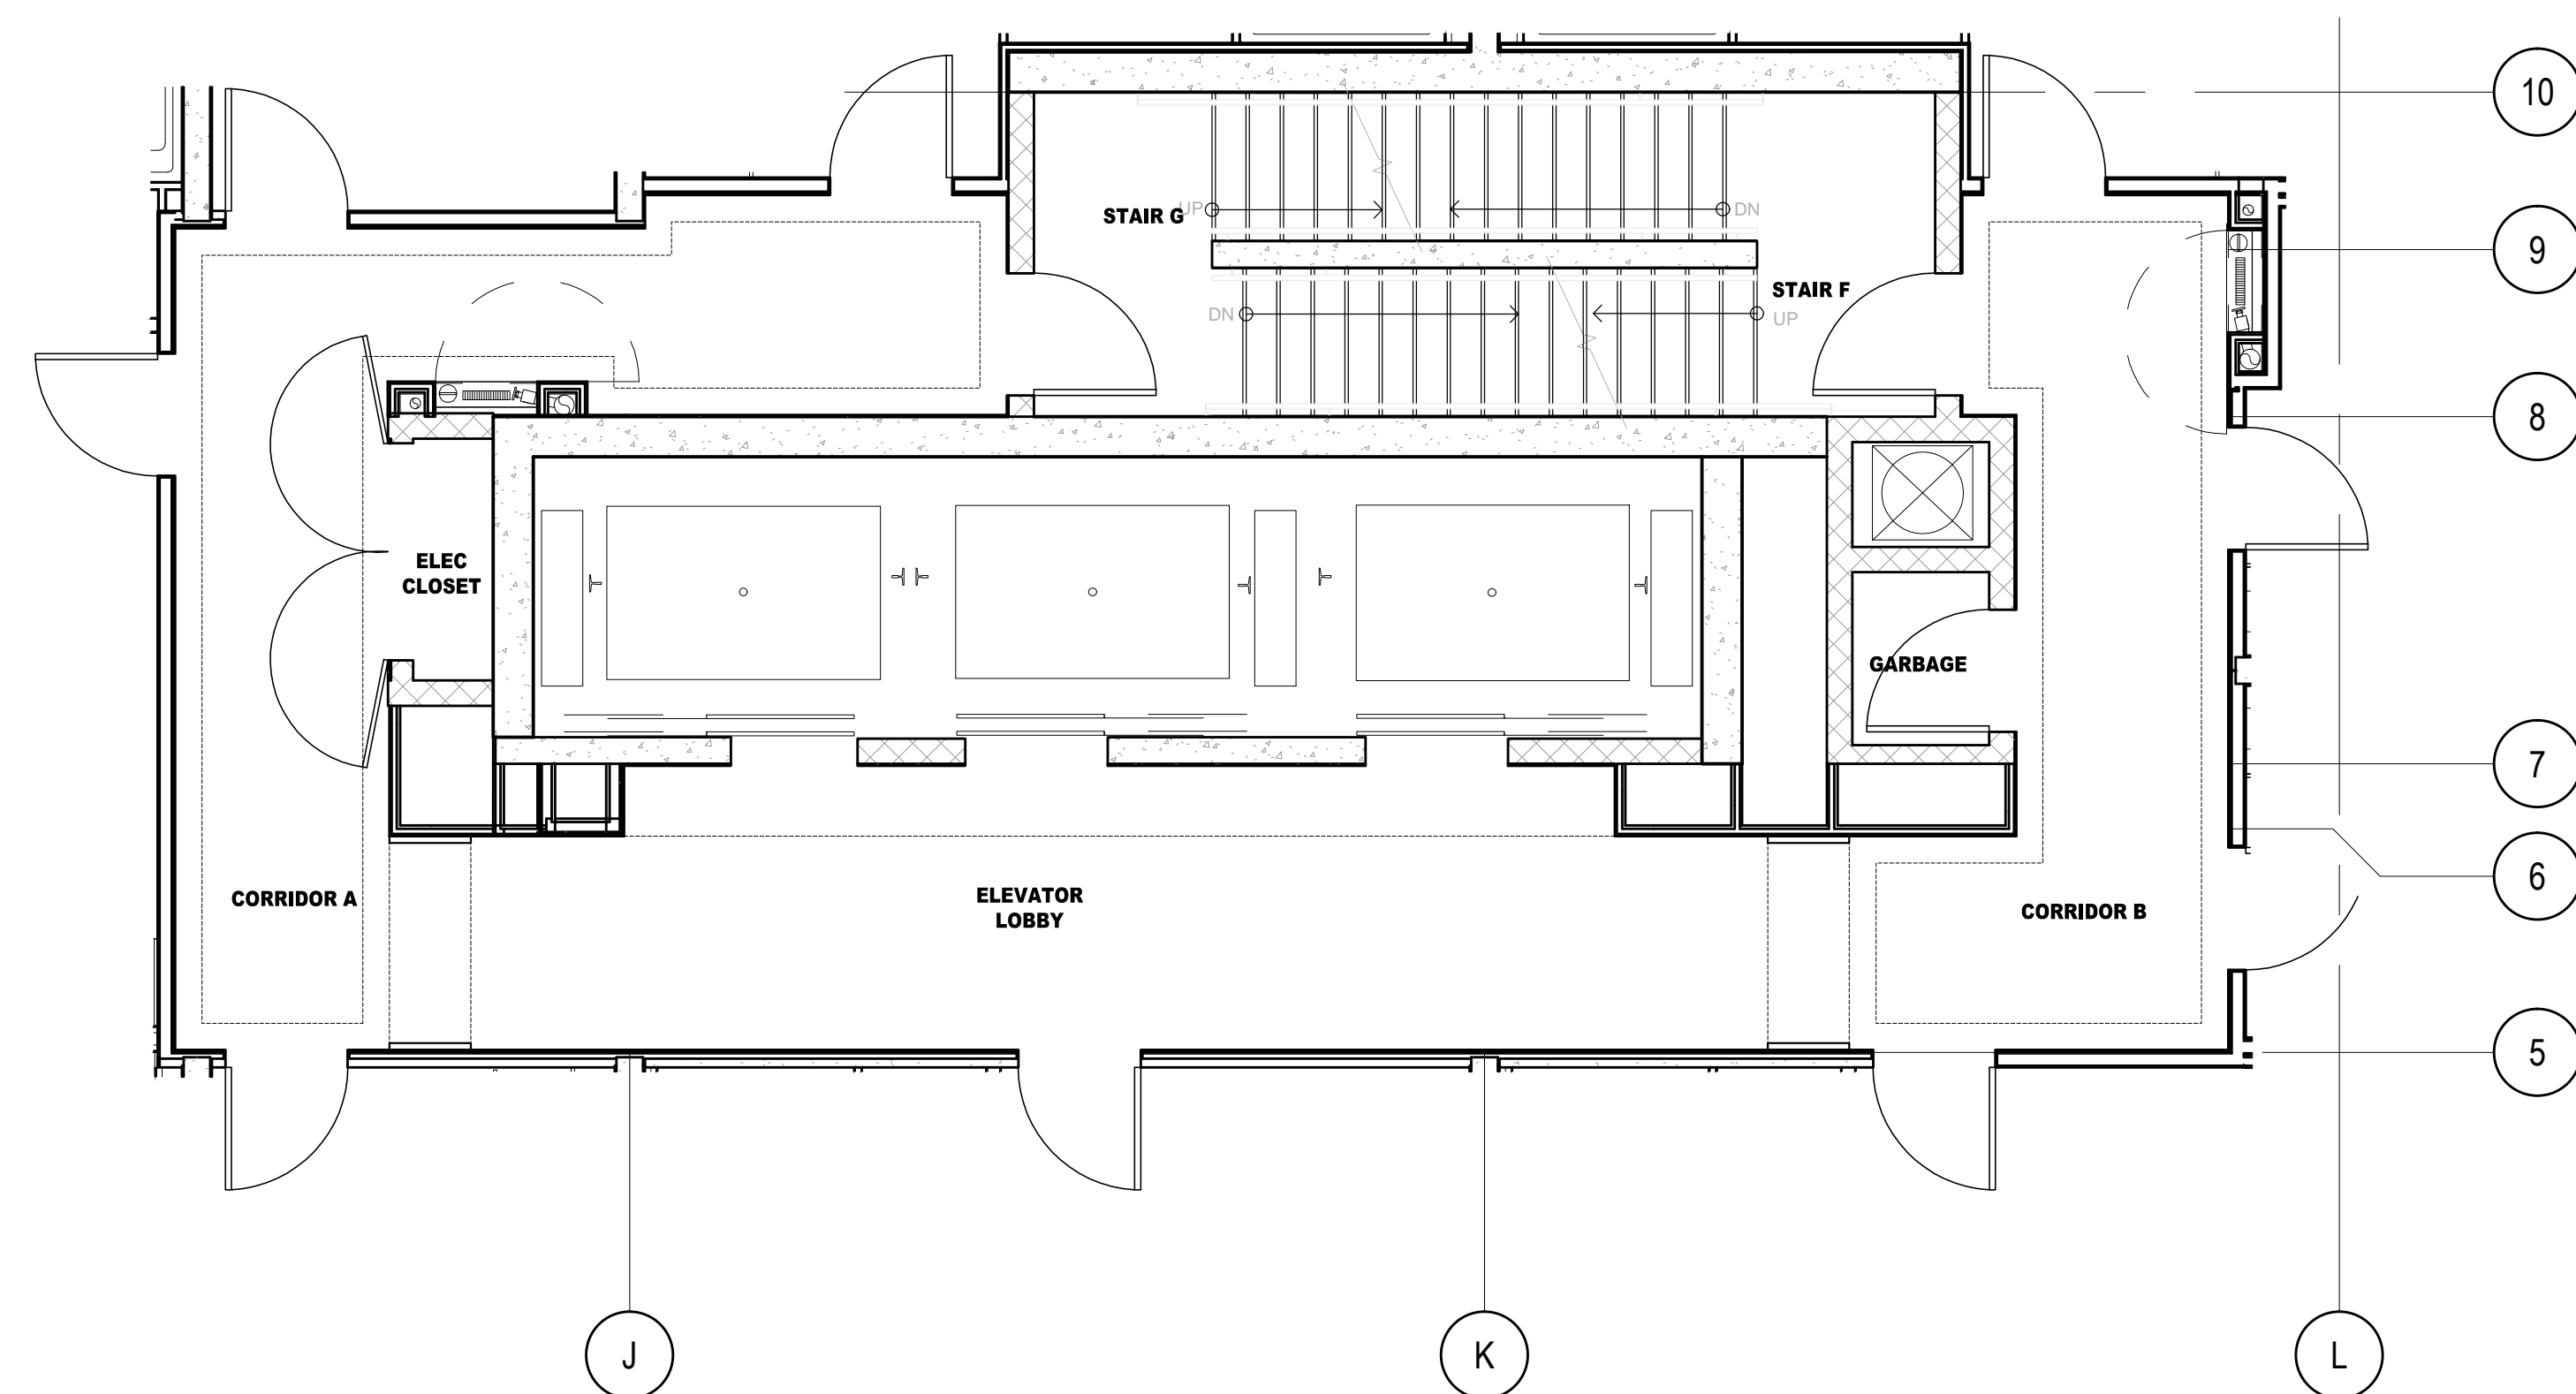 10
STAIR G
UP
DN
9
STAIR F
DN
UP
8
ELEC
CLOSET
GARBAGE
7
6
CORRIDOR A
ELEVATOR
LOBBY
CORRIDOR B
5
J
K
L